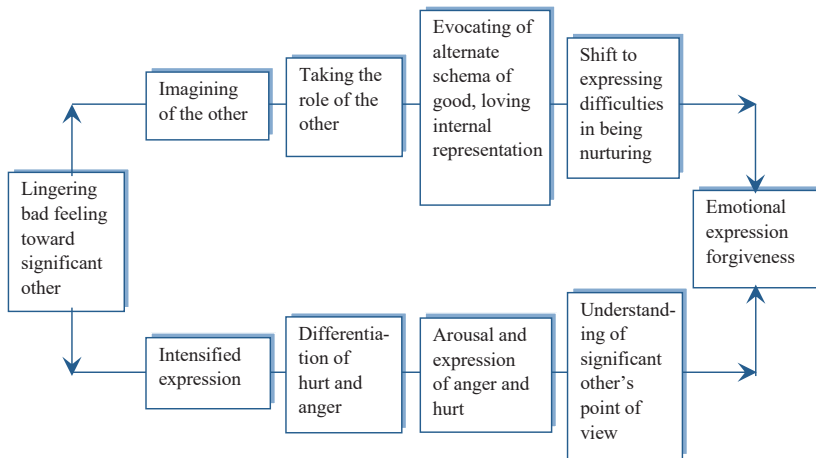 Imagining
of the other
Taking the
role of the
other
Evocating of
alternate
schema of
good, loving
internal
representation
Shift to
expressing
difficulties
in being
nurturing
Lingering
bad feeling
toward
significant
other
Emotional
expression
forgiveness
Intensified
expression
Differentia-
tion of
hurt and
anger
Arousal and
expression
of anger and
hurt
Understand-
ing of
significant
other’s
point of
view